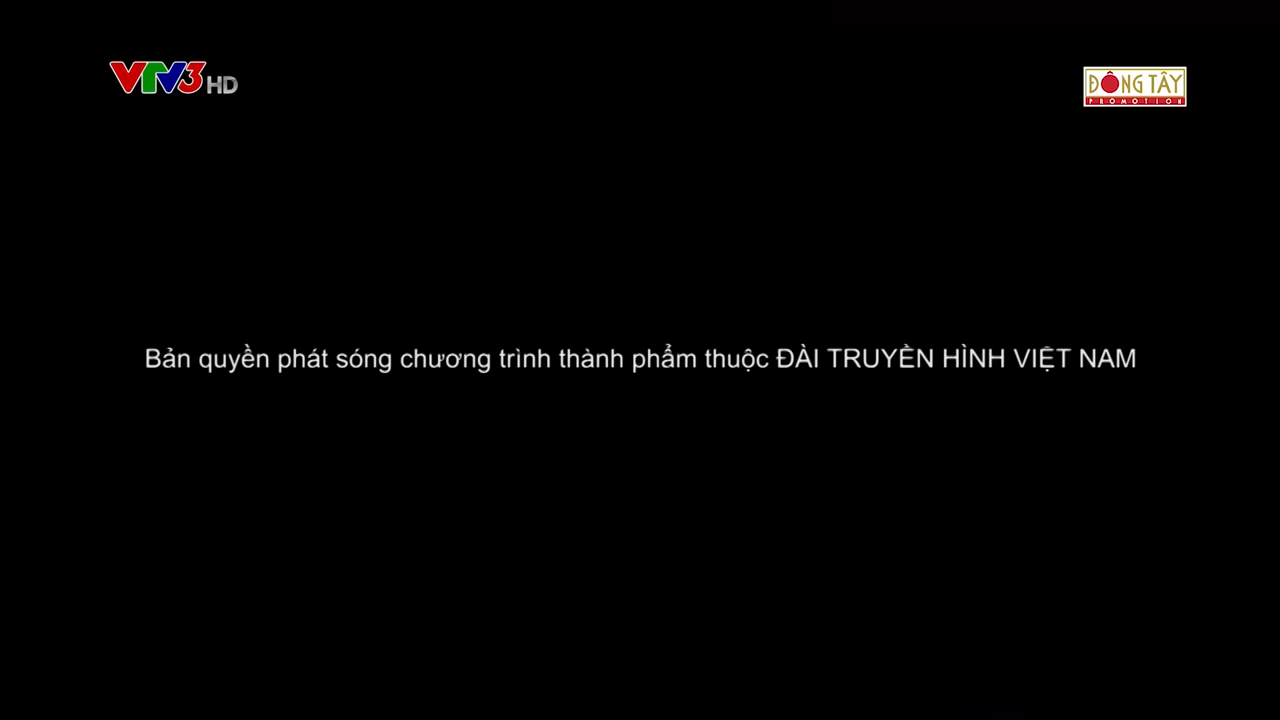 VTV3 HD
ĐÔNG TÂY
PROMOTION
Bản quyền phát sóng chương trình thành phẩm thuộc ĐÀI TRUYỀN HÌNH VIỆT NAM